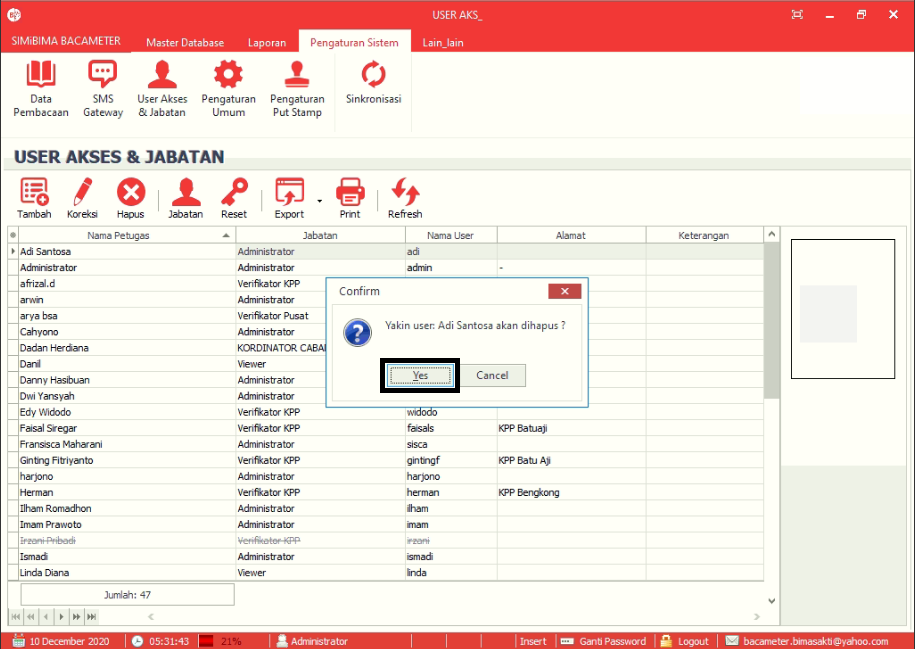 USER AKS_
SIMiBIMA BACAMETER Master Database Laporan Pengaturan Sistem Lain_lain
Data Pembacaan
SMS Gateway
User Akses & Jabatan
Pengaturan Umum
Pengaturan Put Stamp
Sinkronisasi
USER AKSES & JABATAN
Tambah Koreksi Hapus Jabatan Reset Export Print Refresh
Nama Petugas Jabatan Nama User Alamat Keterangan
Adi Santosa Administrator adi
Administrator Administrator admin -
afrizal.d Verifikator KPP
arwin Administrator
arya bsa Verifikator Pusat
Cahyono Administrator
Dadan Herdiana KORDINATOR CABA
Danil Viewer
Danny Hasibuan Administrator
Dwi Yansyah Administrator
Edy Widodo Verifikator KPP widodo
Faisal Siregar Verifikator KPP faisals KPP Batuaji
Fransisca Maharani Administrator sisca
Ginting Fitriyanto Verifikator KPP gintingf KPP Batu Aji
harjono Administrator harjono
Herman Verifikator KPP herman KPP Bengkong
Ilham Romadhon Administrator ilham
Imam Prawoto Administrator imam
Irzani Pribadi Verifikator KPP irzani
Ismadi Administrator ismadi
Linda Diana Viewer linda
Confirm
Yakin user: Adi Santosa akan dihapus ?
Yes Cancel
Jumlah: 47
10 December 2020 05:31:43 21% Administrator Insert Ganti Password Logout bacameter.bimasakti@yahoo.com